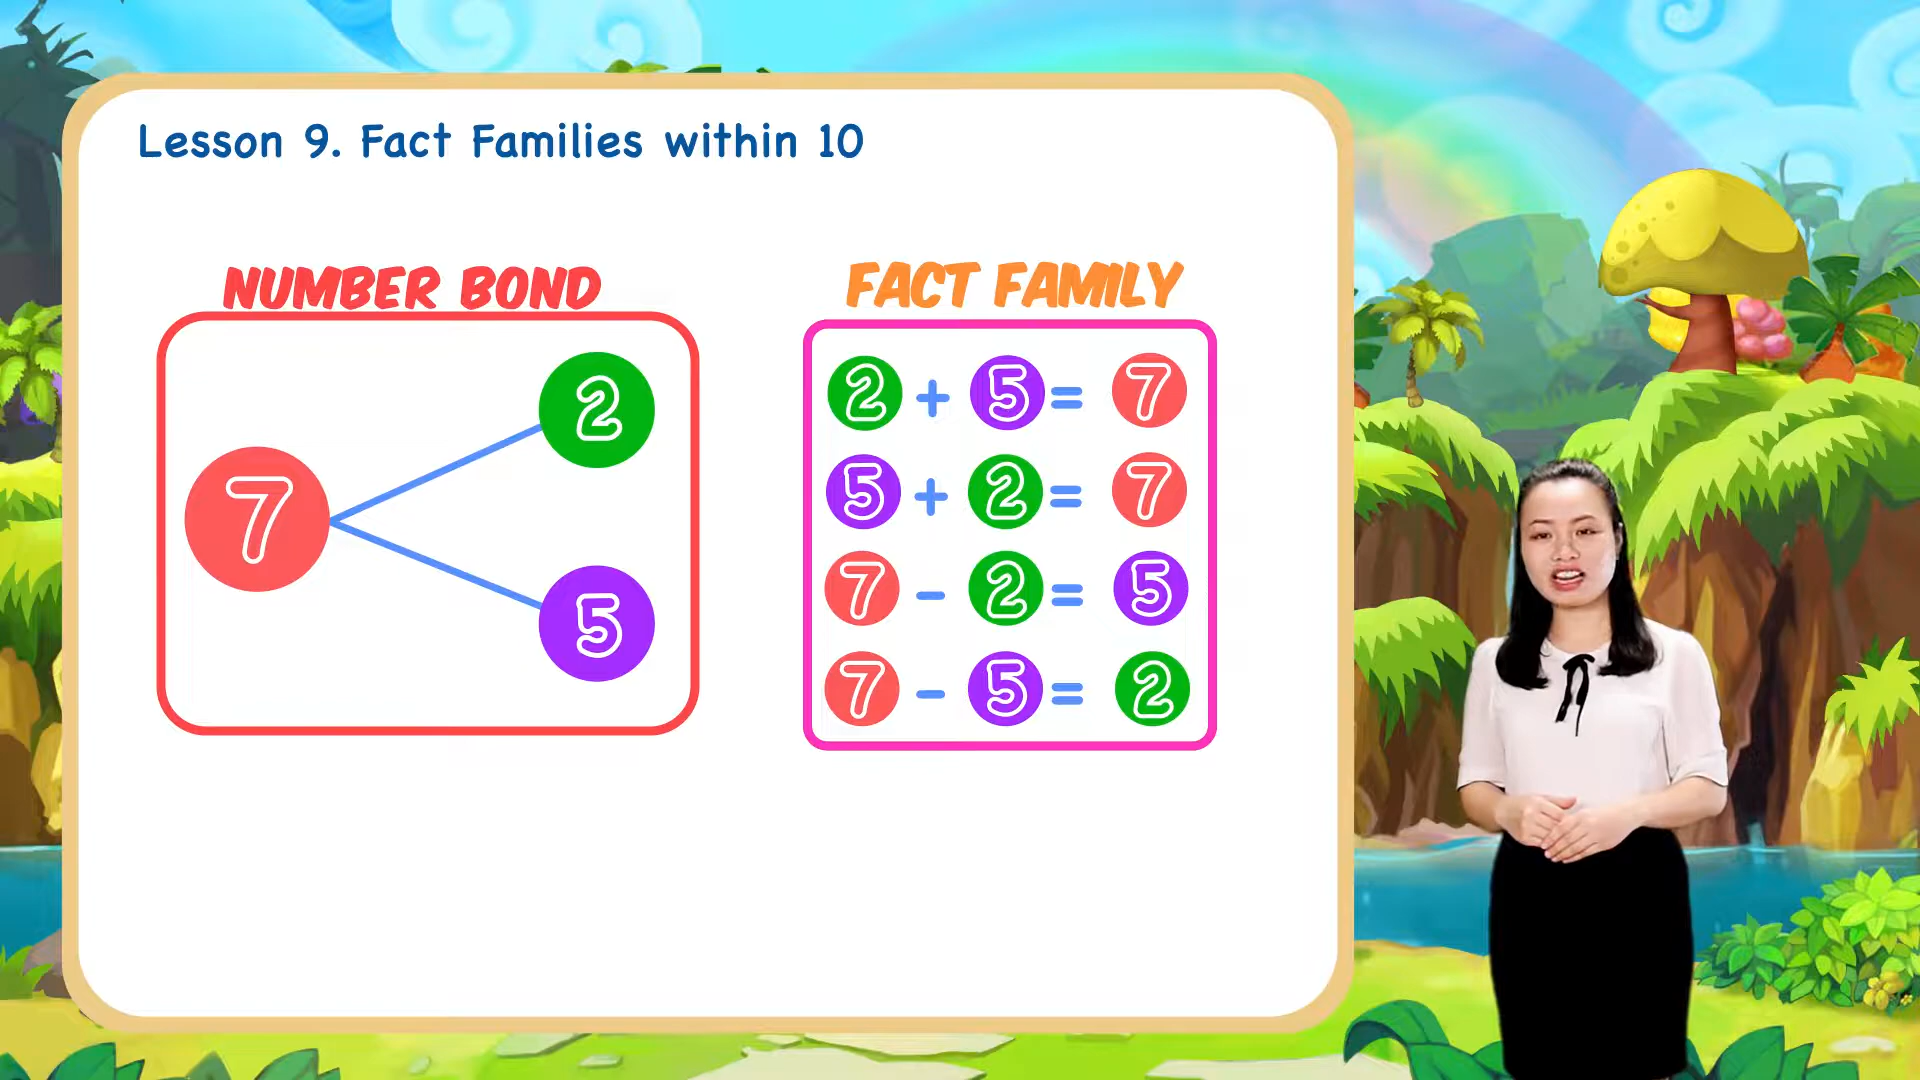 Lesson 9. Fact Families within 10
NUMBER BOND
7
2
5
FACT FAMILY
2 + 5 = 7
5 + 2 = 7
7 - 2 = 5
7 - 5 = 2